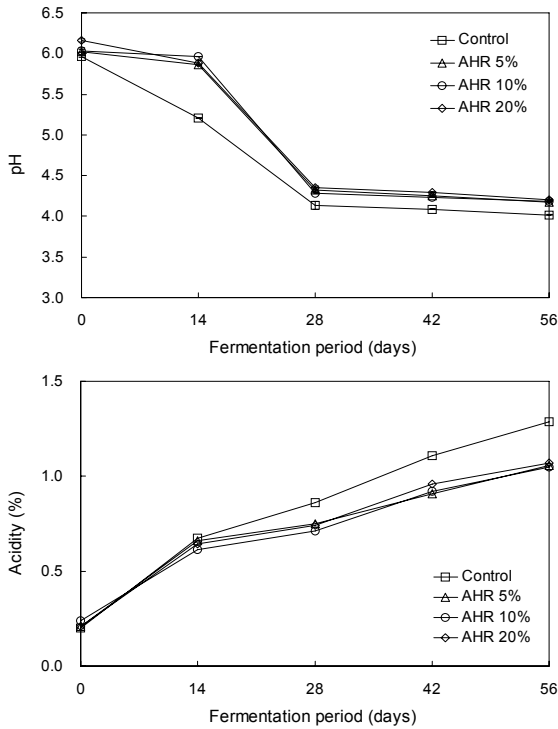 6.5
6.0
5.5
5.0
4.5
4.0
3.5
3.0
pH
Control
AHR 5%
AHR 10%
AHR 20%
0 14 28 42 56
Fermentation period (days)
1.5
1.0
0.5
0.0
Acidity (%)
Control
AHR 5%
AHR 10%
AHR 20%
0 14 28 42 56
Fermentation period (days)